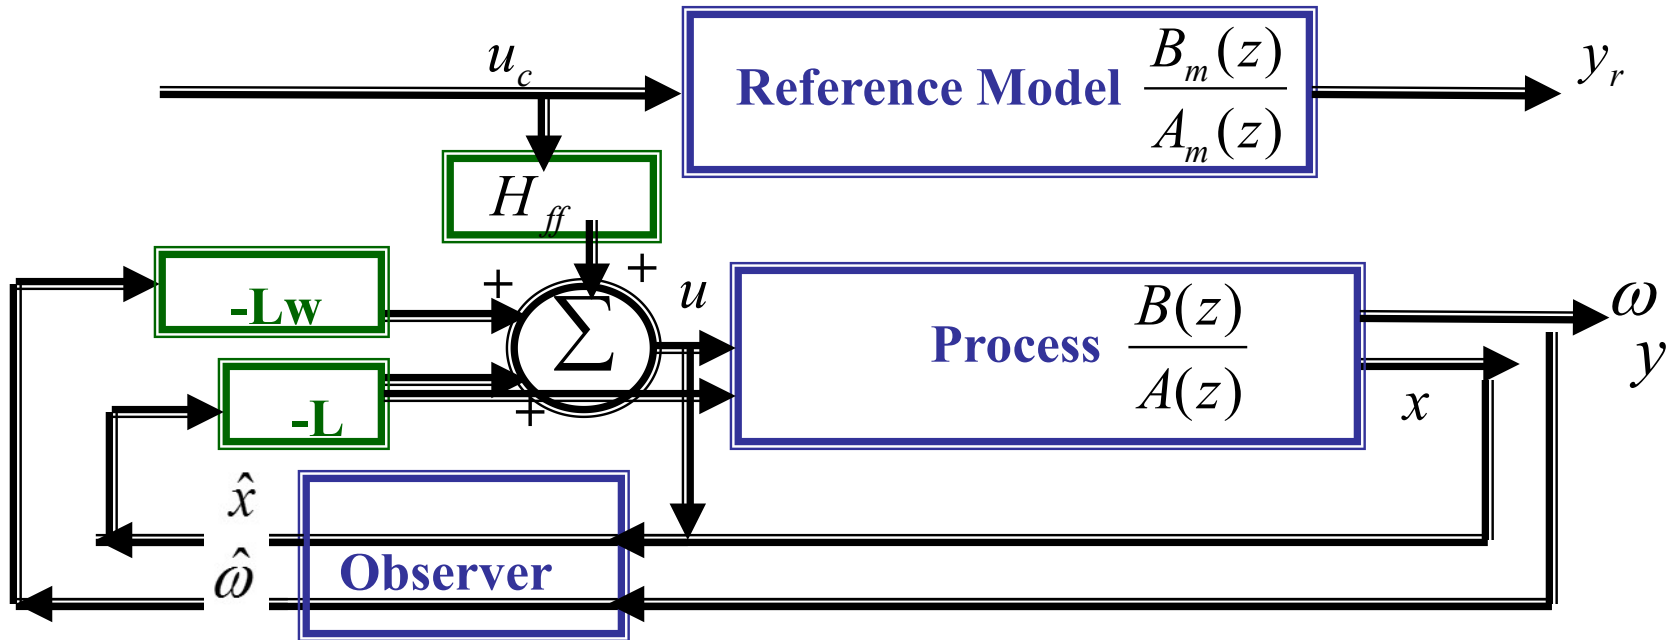 u_c
Reference Model B_m(z)
A_m(z)
y_r
H_ff
+ +
-Lw
Σ
u
Process B(z)
A(z)
ω
y
-L
+
x
x̂
ω̂
Observer